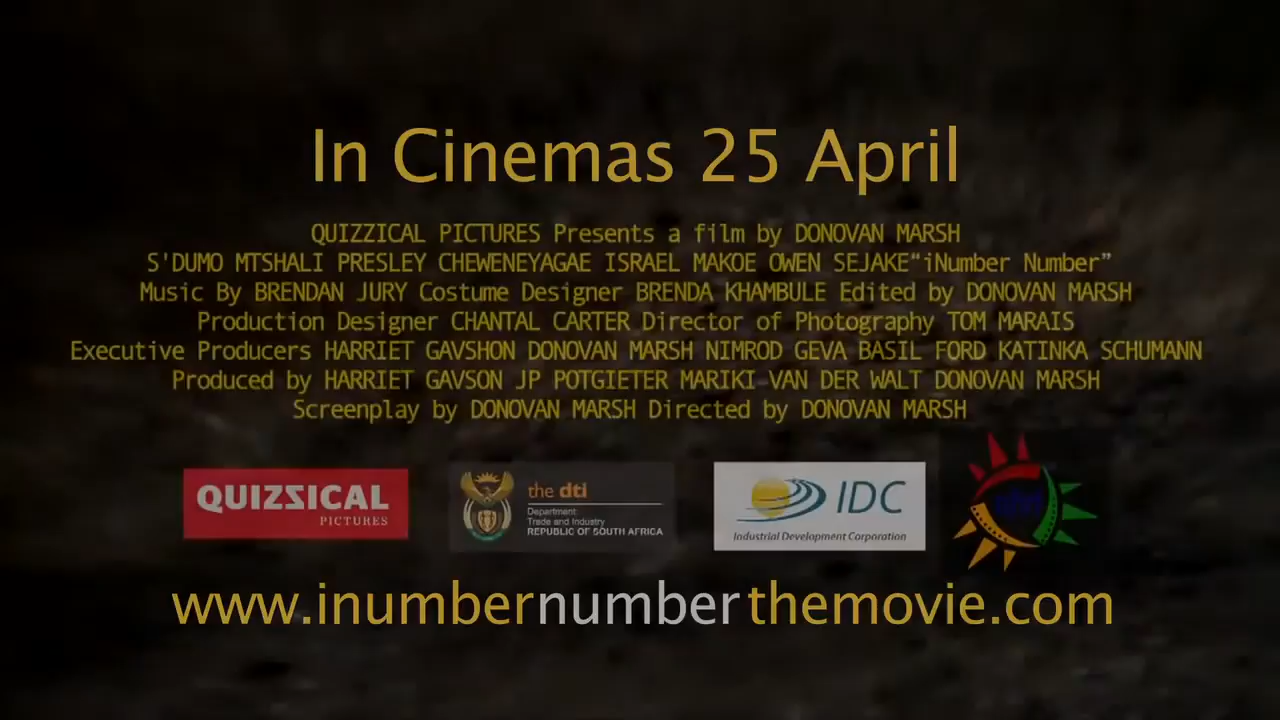 In Cinemas 25 April
QUIZZICAL PICTURES Presents a film by DONOVAN MARSH
S'DUMO MTSHALI PRESLEY CHEWENEYAGAE ISRAEL MAKOE OWEN SEJAKE“iNumber Number”
Music By BRENDAN JURY Costume Designer BRENDA KHAMBULE Edited by DONOVAN MARSH
Production Designer CHANTAL CARTER Director of Photography TOM MARAIS
Executive Producers HARRIET GAVSHON DONOVAN MARSH NIMROD GEVA BASIL FORD KATINKA SCHUMANN
Produced by HARRIET GAVSON JP POTGIETER MARIKI VAN DER WALT DONOVAN MARSH
Screenplay by DONOVAN MARSH Directed by DONOVAN MARSH
QUIZZICAL
PICTURES
the dti
Department:
Trade and Industry
REPUBLIC OF SOUTH AFRICA
IDC
Industrial Development Corporation
www.inumbernumberthemovie.com